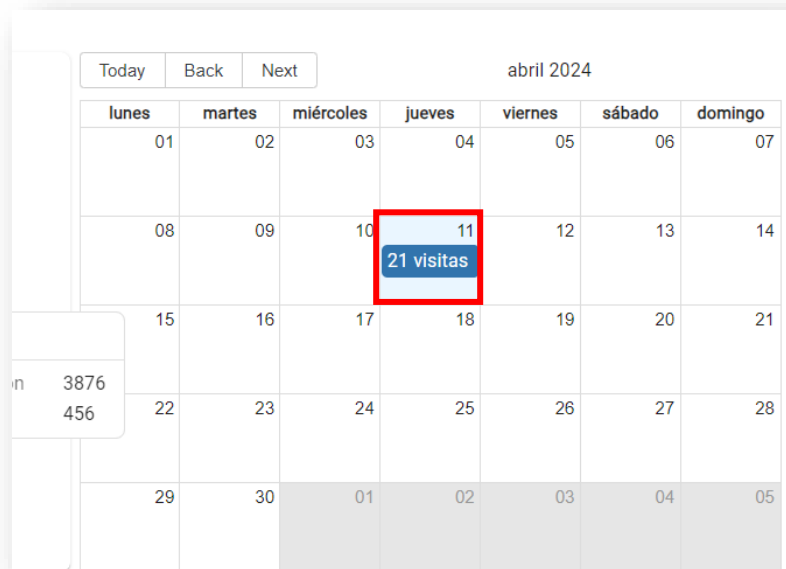 Today Back Next abril 2024
lunes martes miércoles jueves viernes sábado domingo
01 02 03 04 05 06 07
08 09 10 11 12 13 14
21 visitas
15 16 17 18 19 20 21
3876
456
22 23 24 25 26 27 28
29 30 01 02 03 04 05